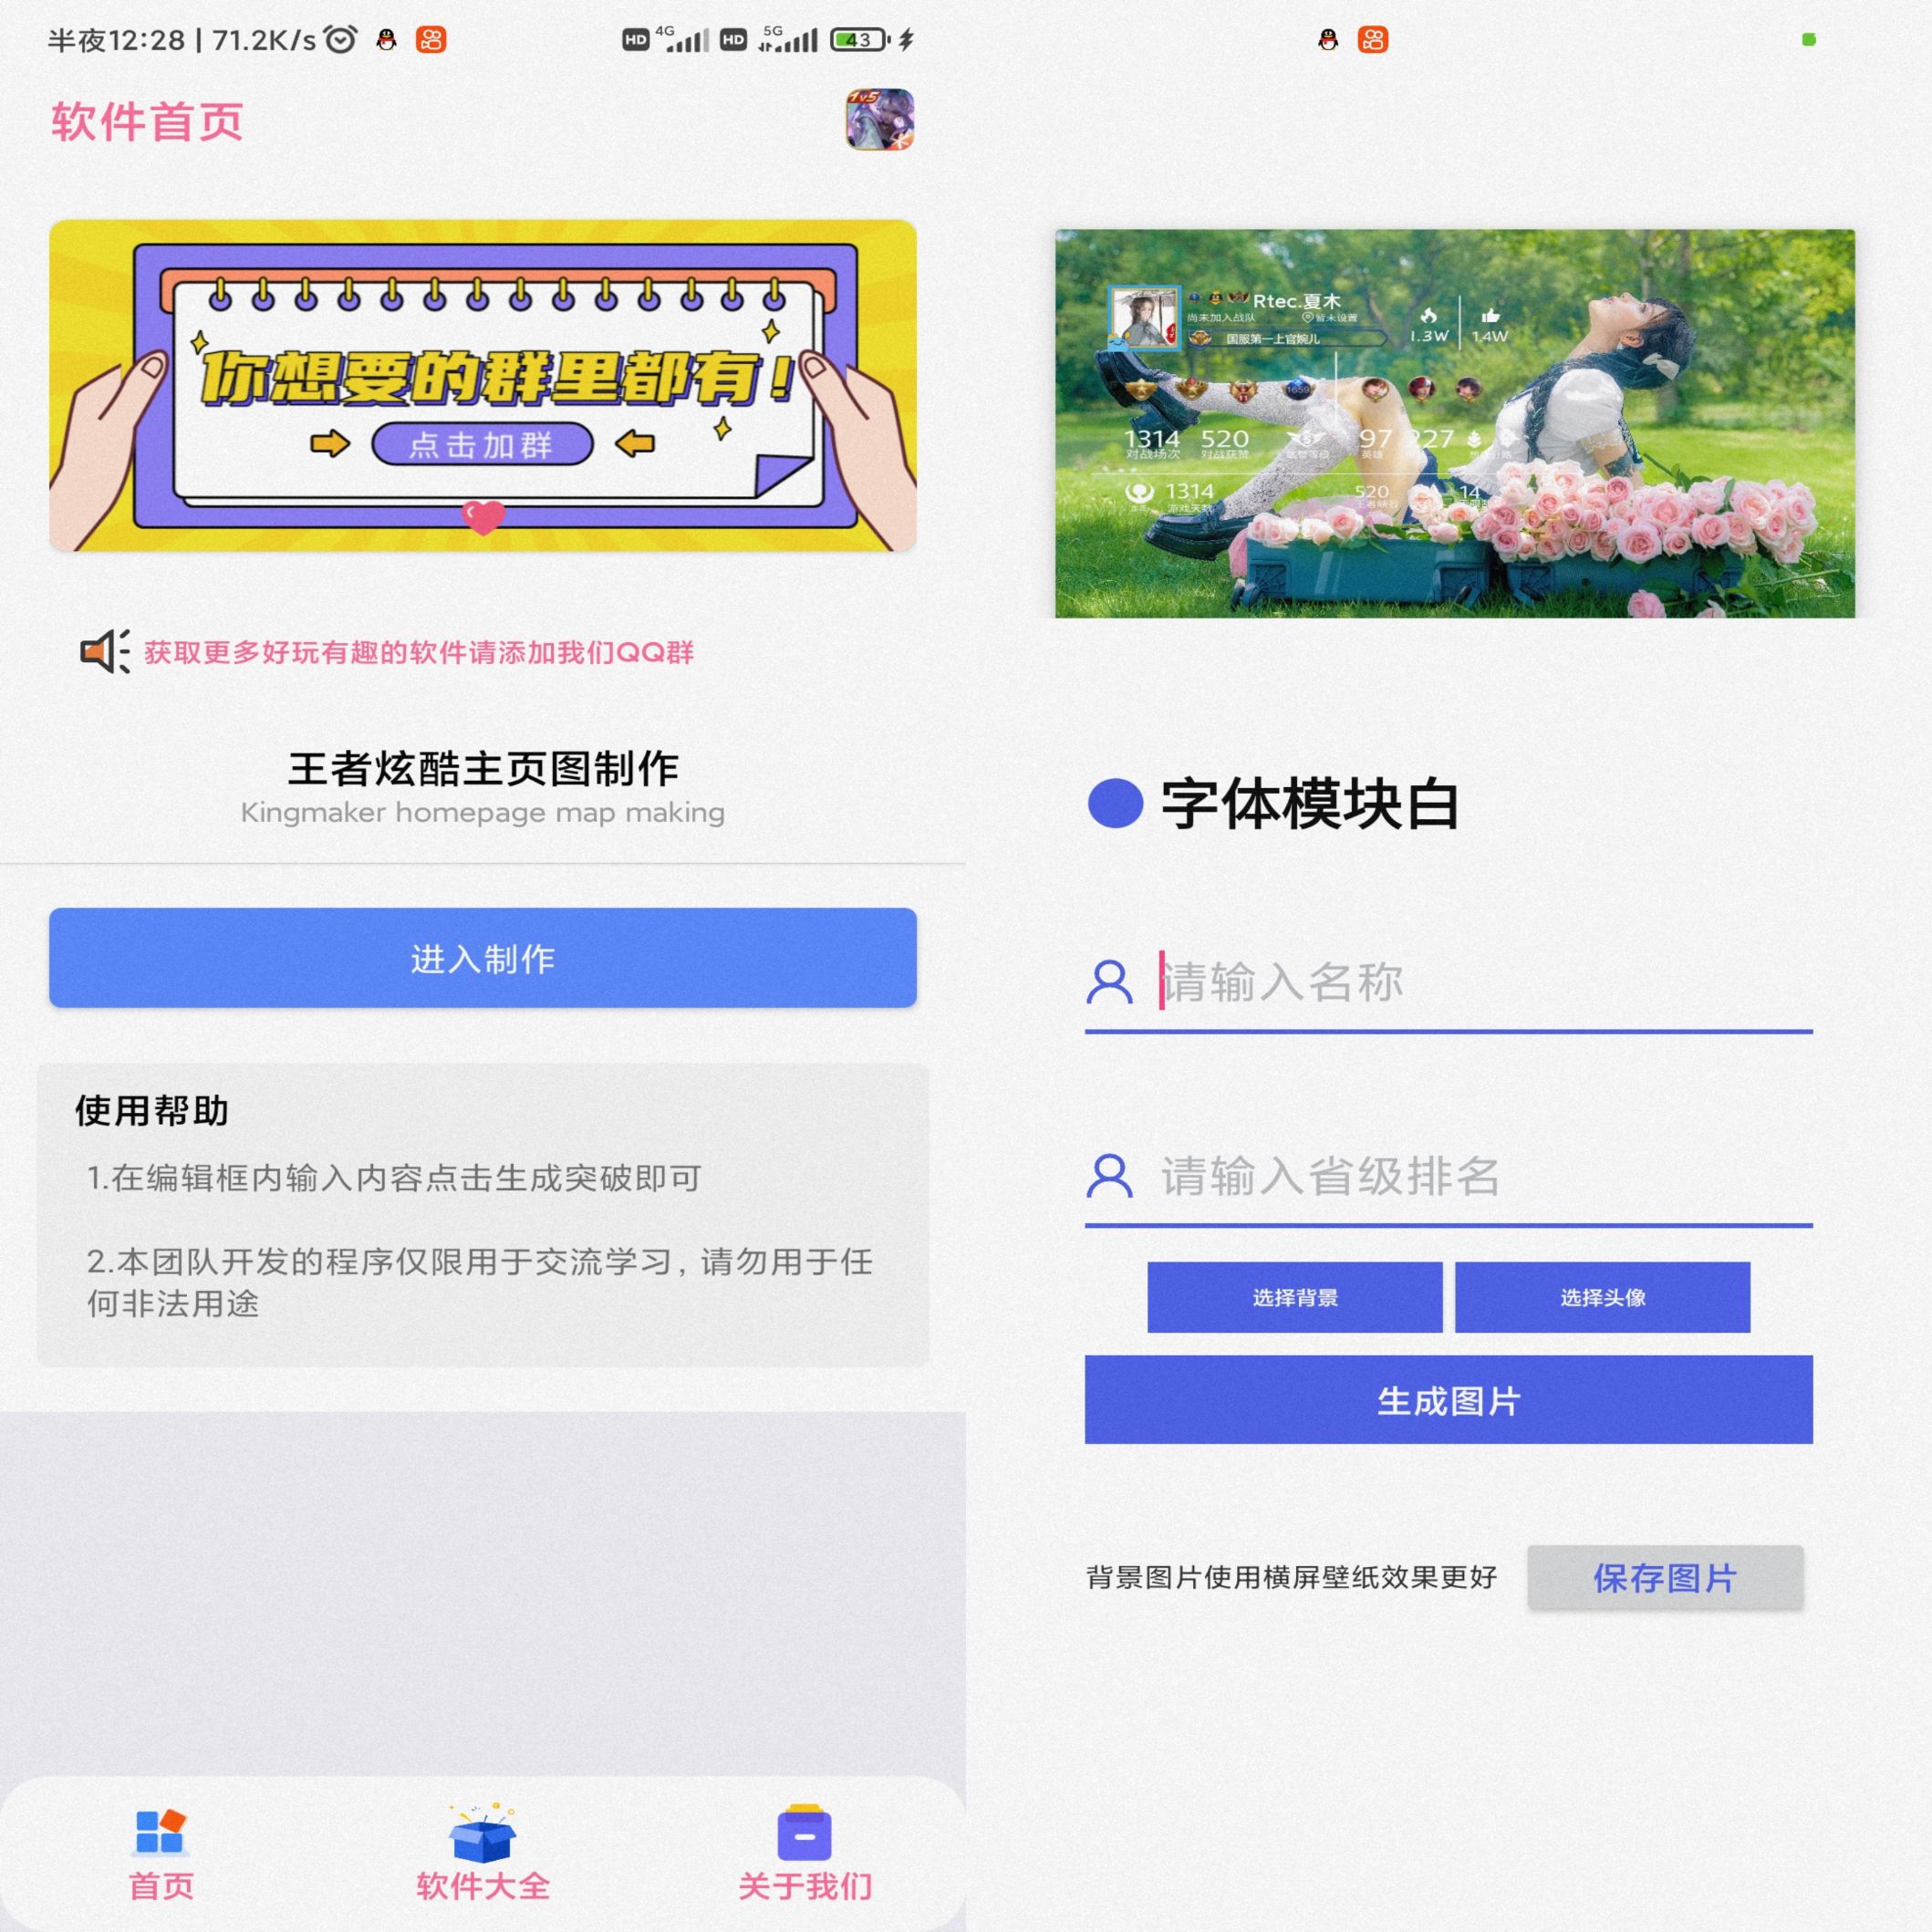 半夜12:28 | 71.2K/s
HD 4G HD 5G 43
软件首页
1v5
你想要的群里都有!
点击加群
获取更多好玩有趣的软件请添加我们QQ群
王者炫酷主页图制作
Kingmaker homepage map making
进入制作
使用帮助
1.在编辑框内输入内容点击生成突破即可
2.本团队开发的程序仅限用于交流学习, 请勿用于任
何非法用途
首页
软件大全
关于我们
Rtec.夏木
尚未加入战队
暂未设置
国服第一上官婉儿
1.3W
1.4W
1314
520
97
227
对战场次
对战获赞
英雄
1314
520
14
游戏天数
字体模块白
请输入名称
请输入省级排名
选择背景
选择头像
生成图片
背景图片使用横屏壁纸效果更好
保存图片